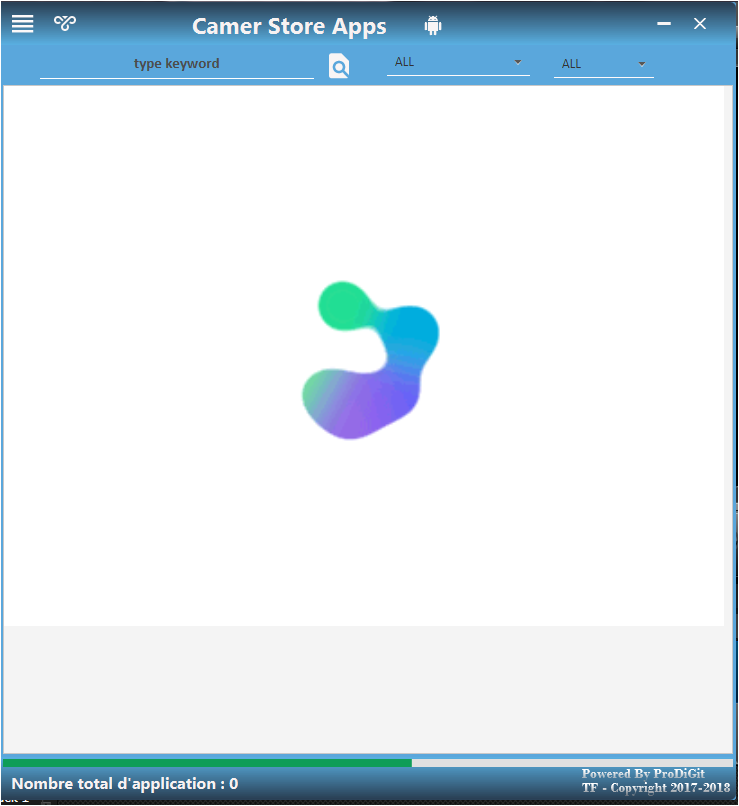 Camer Store Apps
type keyword
ALL
ALL
Nombre total d'application : 0
Powered By ProDiGit
TF - Copyright 2017-2018